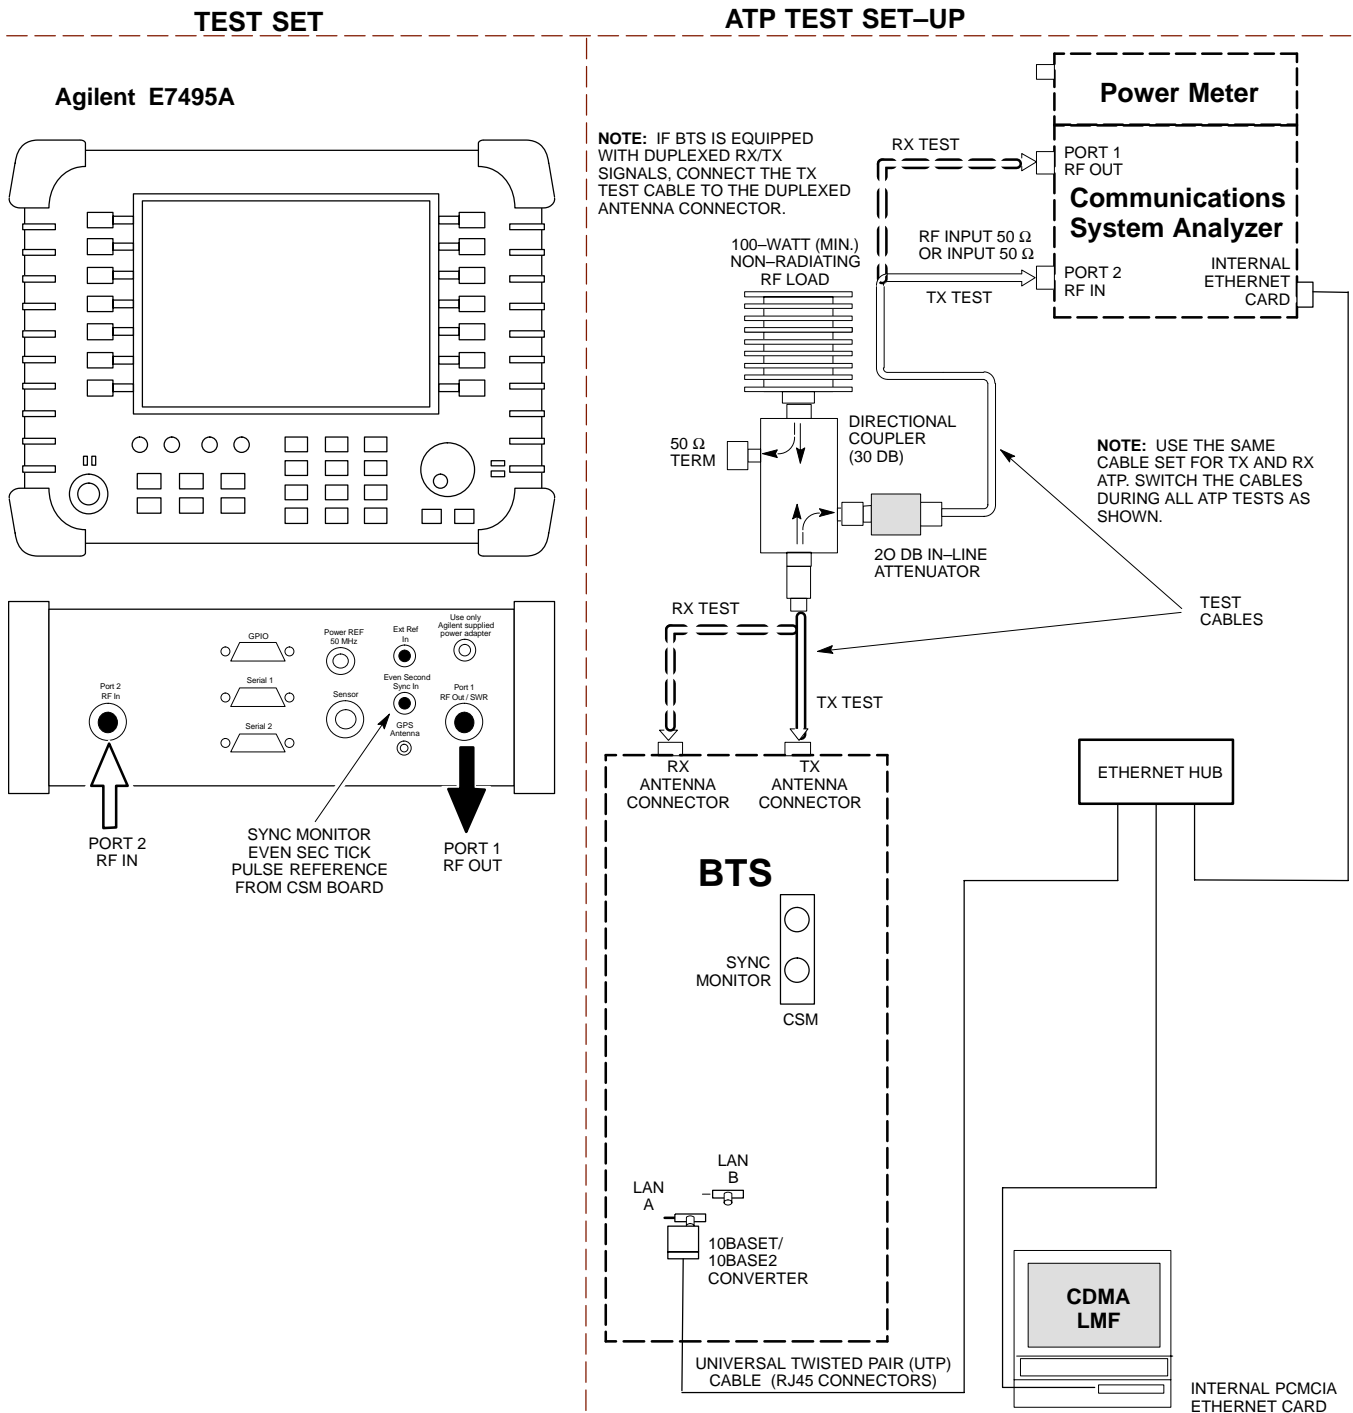 TEST SET
ATP TEST SET–UP
Agilent E7495A
Power Meter
NOTE: IF BTS IS EQUIPPED
WITH DUPLEXED RX/TX
SIGNALS, CONNECT THE TX
TEST CABLE TO THE DUPLEXED
ANTENNA CONNECTOR.
RX TEST
PORT 1
RF OUT
Communications
System Analyzer
100–WATT (MIN.)
NON–RADIATING
RF LOAD
RF INPUT 50 Ω
OR INPUT 50 Ω
TX TEST
PORT 2
RF IN
INTERNAL
ETHERNET
CARD
50 Ω
TERM
DIRECTIONAL
COUPLER
(30 DB)
NOTE: USE THE SAME
CABLE SET FOR TX AND RX
ATP. SWITCH THE CABLES
DURING ALL ATP TESTS AS
SHOWN.
2O DB IN–LINE
ATTENUATOR
RX TEST
TEST
CABLES
TX TEST
GPIO
Serial 1
Serial 2
Power REF
50 MHz
Sensor
Ext Ref
In
Even Second
Sync In
GPS
Antenna
Use only
Agilent supplied
power adapter
Port 1
RF Out / SWR
Port 2
RF In
PORT 2
RF IN
SYNC MONITOR
EVEN SEC TICK
PULSE REFERENCE
FROM CSM BOARD
PORT 1
RF OUT
RX
ANTENNA
CONNECTOR
TX
ANTENNA
CONNECTOR
ETHERNET HUB
BTS
SYNC
MONITOR
CSM
LAN
B
LAN
A
10BASET/
10BASE2
CONVERTER
CDMA
LMF
UNIVERSAL TWISTED PAIR (UTP)
CABLE (RJ45 CONNECTORS)
INTERNAL PCMCIA
ETHERNET CARD